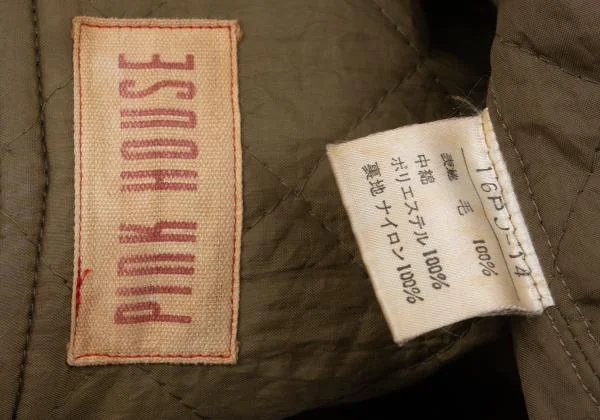 PINK HOUSE
表地 毛 100%
中綿
ポリエステル 100%
裏地 ナイロン 100%